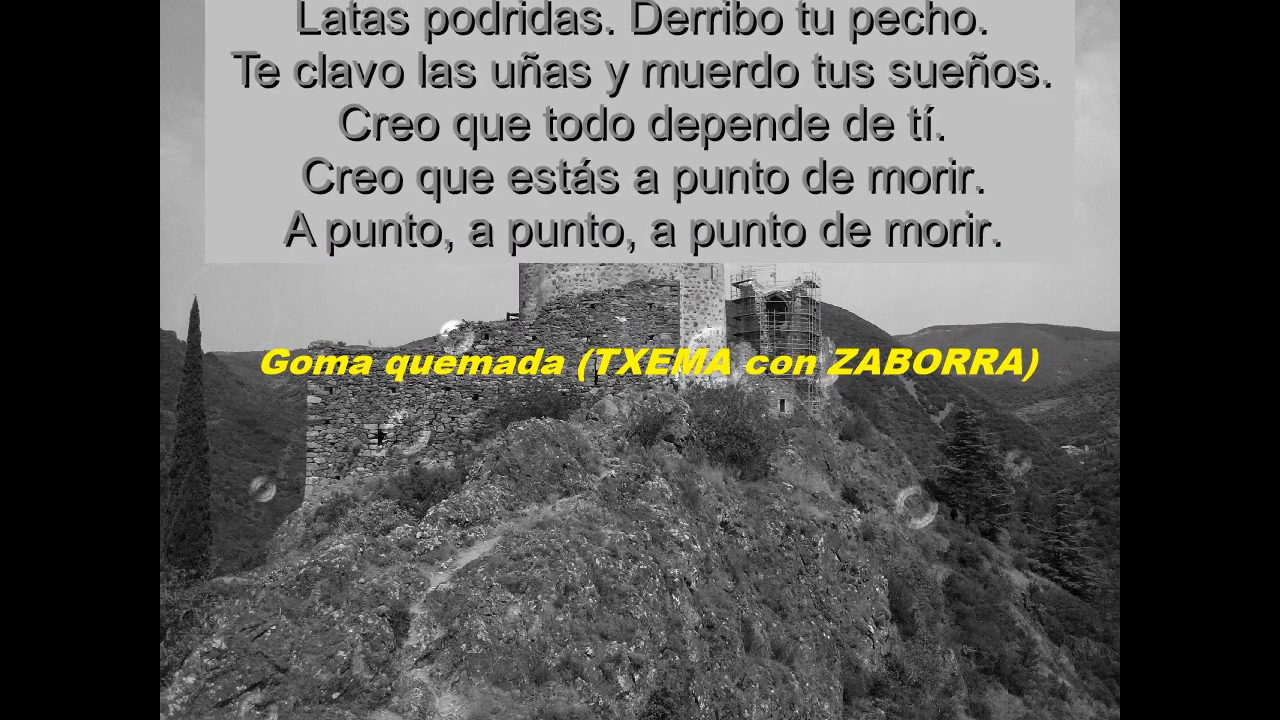 Latas podridas. Derribo tu pecho.
Te clavo las uñas y muerdo tus sueños.
Creo que todo depende de tí.
Creo que estás a punto de morir.
A punto, a punto, a punto de morir.
Goma quemada (TXEMA con ZABORRA)